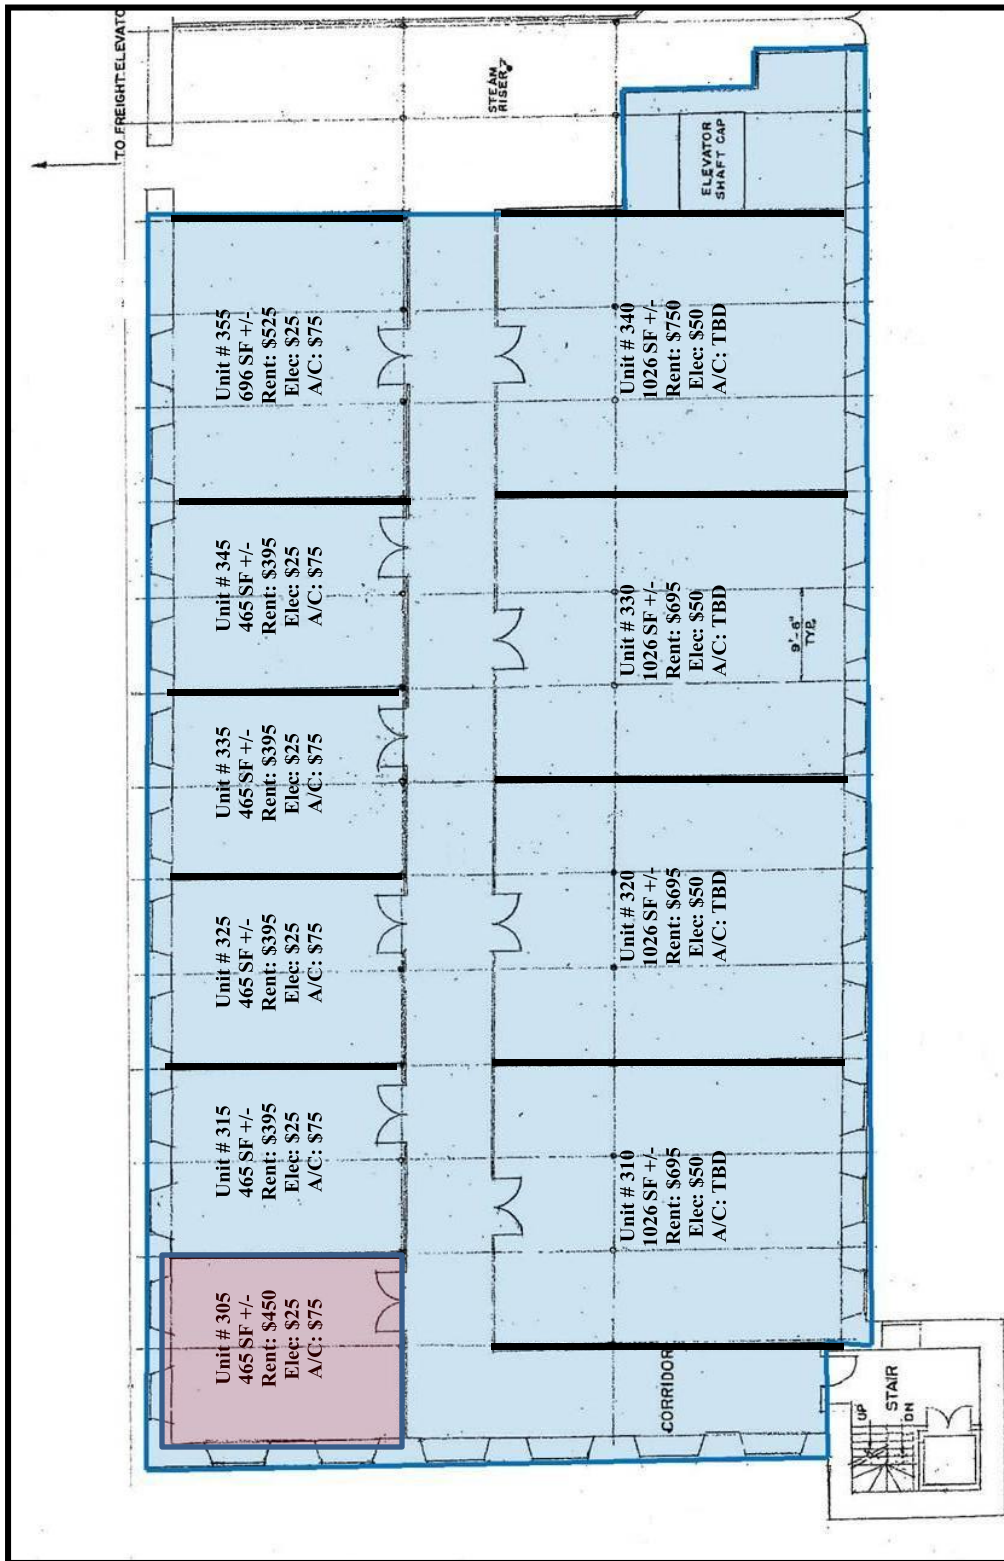 TO FREIGHT ELEVATO
STEAM
RISER
ELEVATOR
SHAFT CAP
Unit # 355
696 SF +/-
Rent: $525
Elec: $25
A/C: $75
Unit # 340
1026 SF +/-
Rent: $750
Elec: $50
A/C: TBD
Unit # 345
465 SF +/-
Rent: $395
Elec: $25
A/C: $75
Unit # 330
1026 SF +/-
Rent: $695
Elec: $50
A/C: TBD
9'-8"
TYP.
Unit # 335
465 SF +/-
Rent: $395
Elec: $25
A/C: $75
Unit # 325
465 SF +/-
Rent: $395
Elec: $25
A/C: $75
Unit # 320
1026 SF +/-
Rent: $695
Elec: $50
A/C: TBD
Unit # 315
465 SF +/-
Rent: $395
Elec: $25
A/C: $75
Unit # 310
1026 SF +/-
Rent: $695
Elec: $50
A/C: TBD
Unit # 305
465 SF +/-
Rent: $450
Elec: $25
A/C: $75
CORRIDOR
STAIR
UP
DN